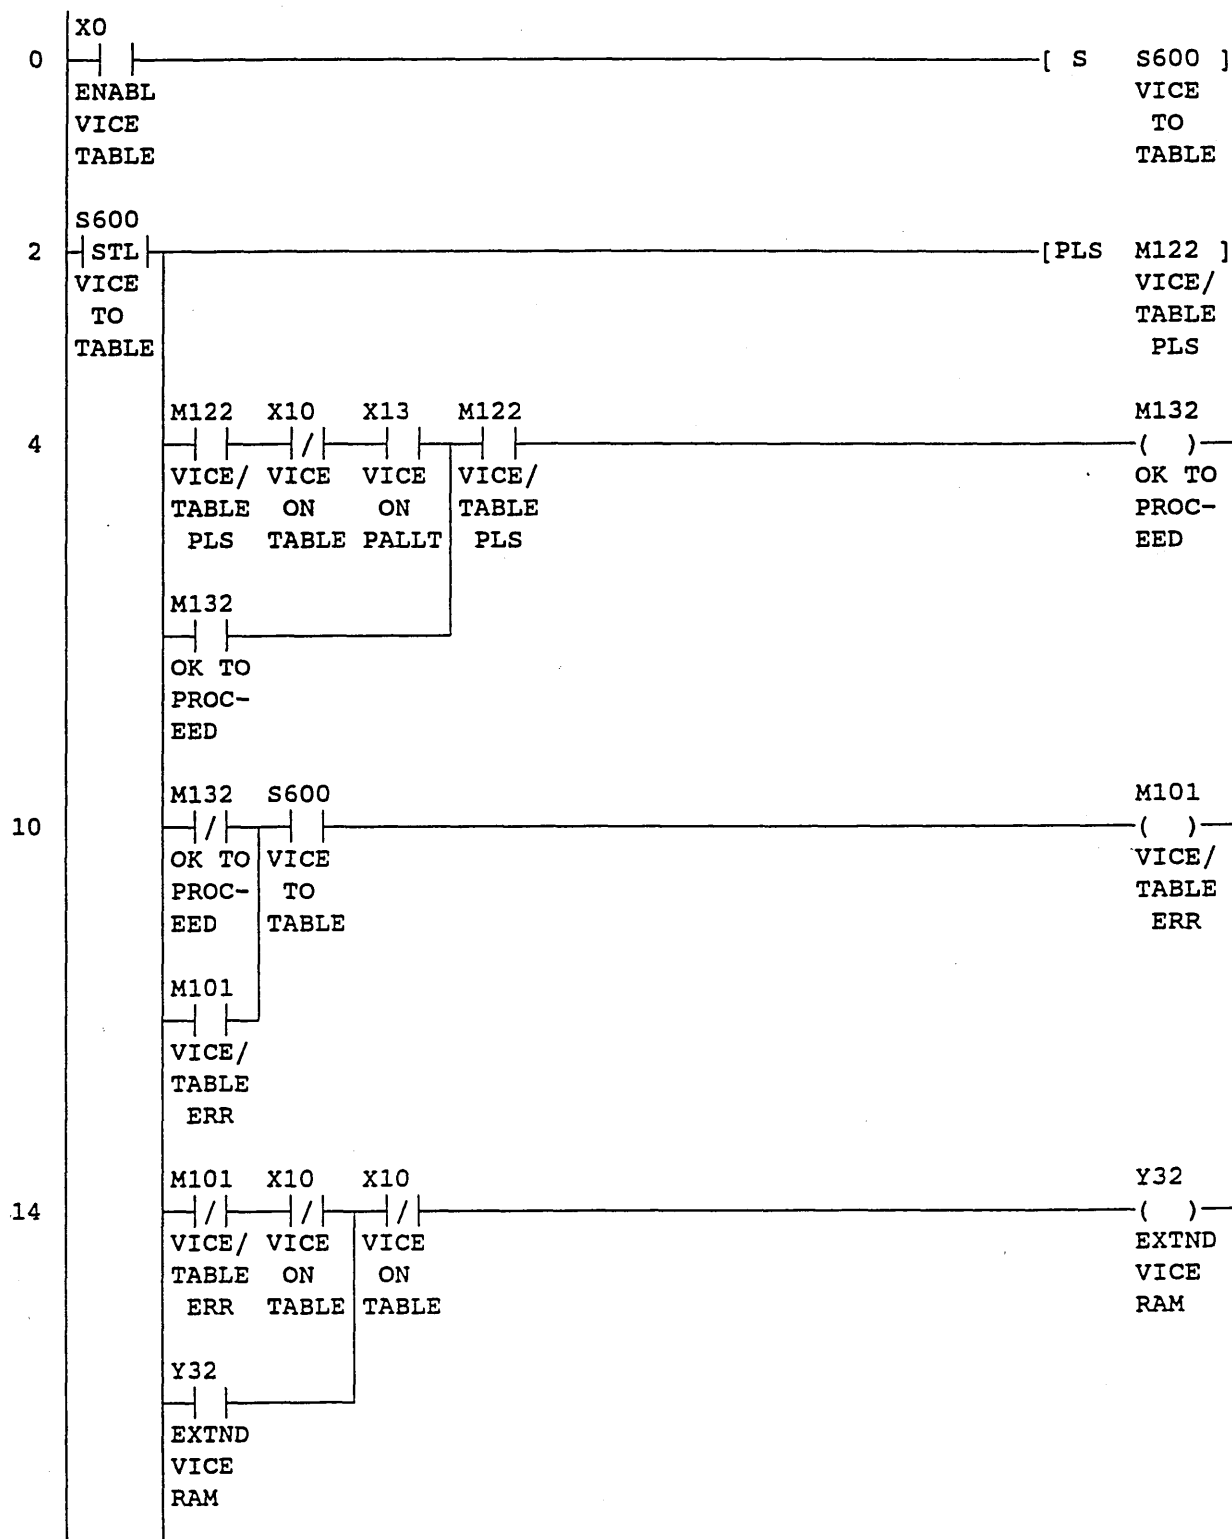 X0
0 [ S S600 ]
ENABL VICE
VICE TO
TABLE TABLE
S600
2 STL [PLS M122 ]
VICE VICE/
TO TABLE
TABLE PLS
M122 X10 X13 M122 M132
4 / ( )
VICE/ VICE VICE VICE/ OK TO
TABLE ON ON TABLE PROC-
PLS TABLE PALLT PLS EED
M132
OK TO
PROC-
EED
M132 S600 M101
10 / ( )
OK TO VICE VICE/
PROC- TO TABLE
EED TABLE ERR
M101
VICE/
TABLE
ERR
M101 X10 X10 Y32
14 / / / ( )
VICE/ VICE VICE EXTND
TABLE ON ON VICE
ERR TABLE TABLE RAM
Y32
EXTND
VICE
RAM